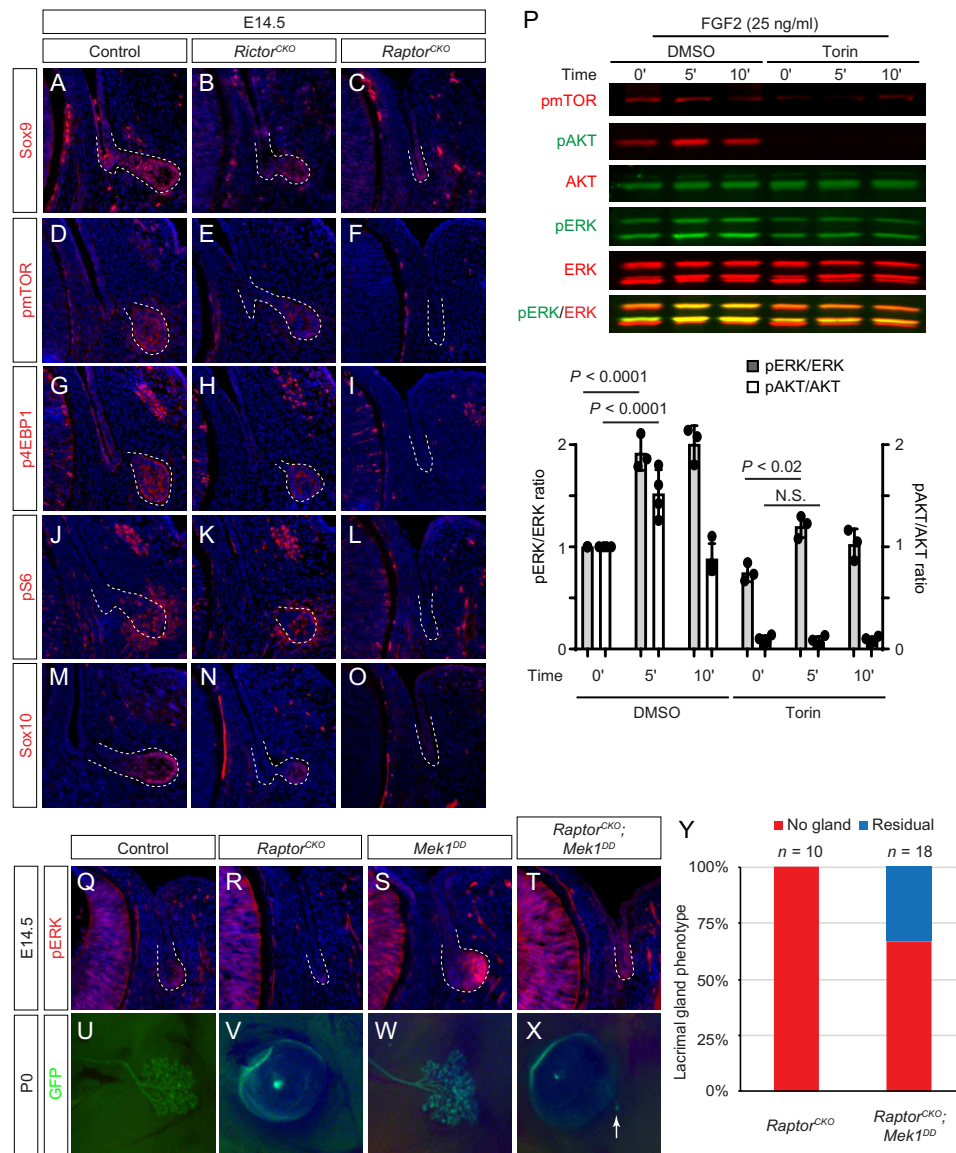 E14.5
Control
Rictor^CKO
Raptor^CKO
Sox9
A
B
C
pmTOR
D
E
F
p4EBP1
G
H
I
pS6
J
K
L
Sox10
M
N
O
P
FGF2 (25 ng/ml)
DMSO
Torin
Time
0'
5'
10'
0'
5'
10'
pmTOR
pAKT
AKT
pERK
ERK
pERK/ERK
pERK/ERK
pAKT/AKT
P < 0.0001
P < 0.0001
P < 0.02
N.S.
pERK/ERK ratio
2
1
0
pAKT/AKT ratio
2
1
0
Time
0'
5'
10'
0'
5'
10'
DMSO
Torin
Control
Raptor^CKO
Mek1^DD
Raptor^CKO;
Mek1^DD
E14.5
pERK
Q
R
S
T
P0
GFP
U
V
W
X
Y
No gland
Residual
n = 10
n = 18
Lacrimal gland phenotype
100%
75%
50%
25%
0%
Raptor^CKO
Raptor^CKO;
Mek1^DD